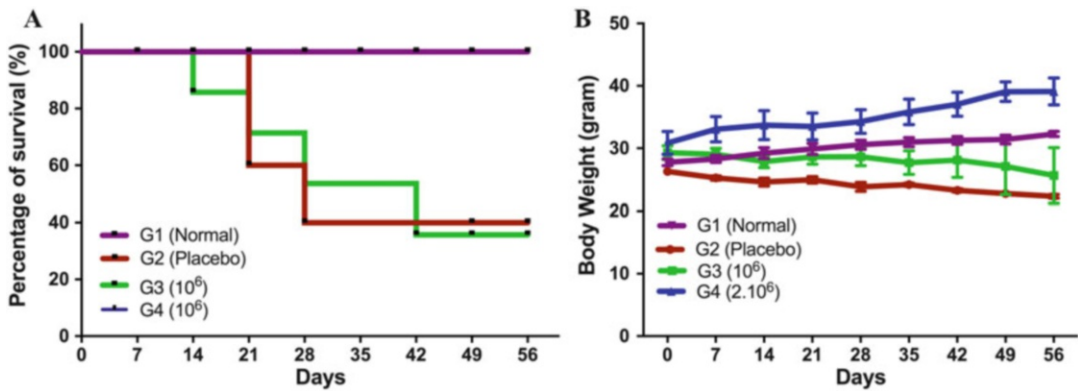 A
Percentage of survival (%)
100
80
60
40
20
0
G1 (Normal)
G2 (Placebo)
G3 (10⁶)
G4 (10⁶)
0 7 14 21 28 35 42 49 56
Days
B
Body Weight (gram)
50
40
30
20
10
0
G1 (Normal)
G2 (Placebo)
G3 (10⁶)
G4 (2.10⁶)
0 7 14 21 28 35 42 49 56
Days